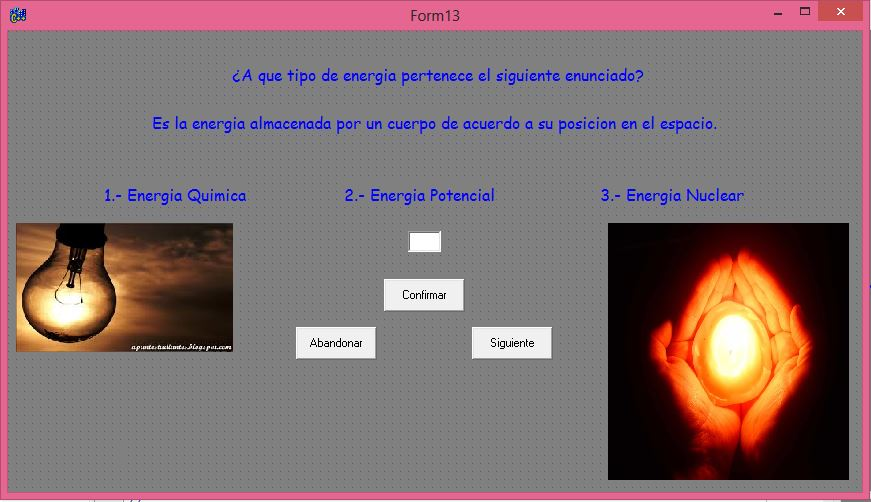 Form13
¿A que tipo de energia pertenece el siguiente enunciado?
Es la energia almacenada por un cuerpo de acuerdo a su posicion en el espacio.
1.- Energia Quimica
2.- Energia Potencial
3.- Energia Nuclear
Confirmar
Abandonar
Siguiente
apuntestudiantes.blogspot.com